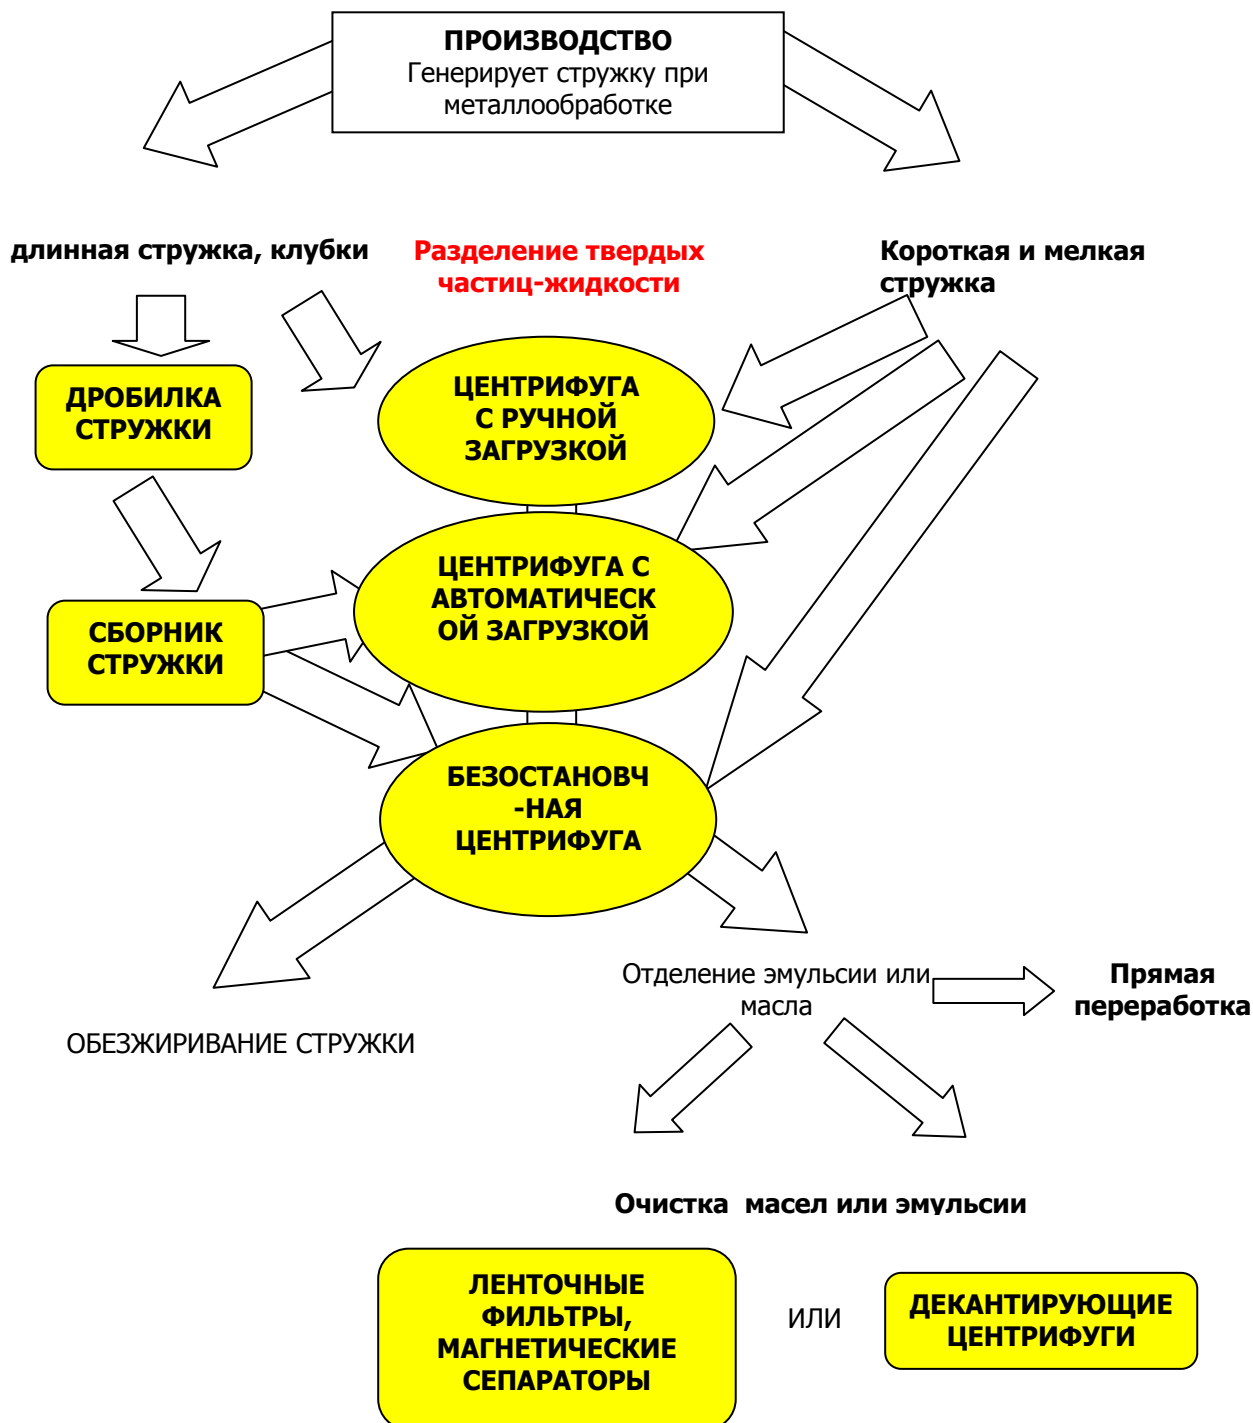 ПРОИЗВОДСТВО
Генерирует стружку при
металлообработке
длинная стружка, клубки
Разделение твердых
частиц-жидкости
Короткая и мелкая
стружка
ДРОБИЛКА
СТРУЖКИ
ЦЕНТРИФУГА
С РУЧНОЙ
ЗАГРУЗКОЙ
ЦЕНТРИФУГА С
АВТОМАТИЧЕСК
ОЙ ЗАГРУЗКОЙ
СБОРНИК
СТРУЖКИ
БЕЗОСТАНОВЧ
-НАЯ
ЦЕНТРИФУГА
Отделение эмульсии или
масла
Прямая
переработка
ОБЕЗЖИРИВАНИЕ СТРУЖКИ
Очистка  масел или эмульсии
ЛЕНТОЧНЫЕ
ФИЛЬТРЫ,
МАГНЕТИЧЕСКИЕ
СЕПАРАТОРЫ
ИЛИ
ДЕКАНТИРУЮЩИЕ
ЦЕНТРИФУГИ